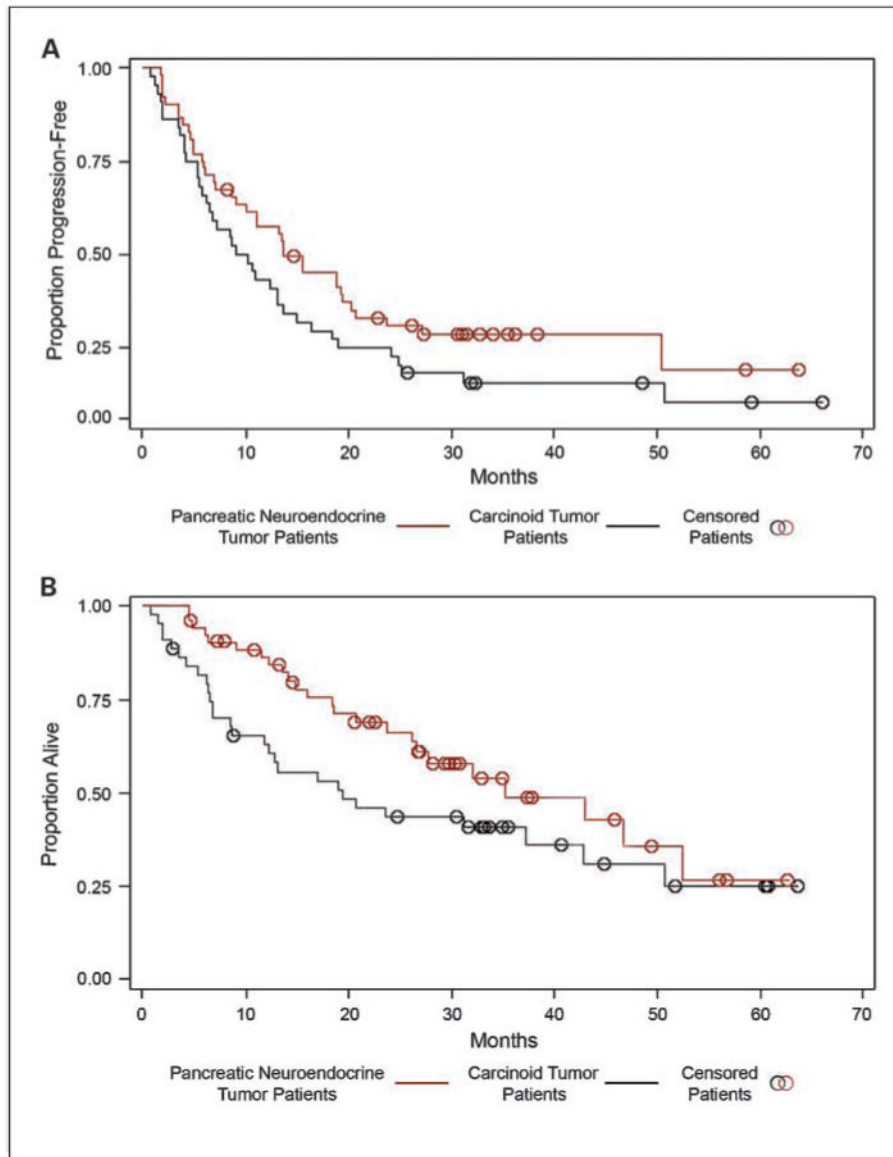 A
1.00
0.75
0.50
0.25
0.00
Proportion Progression-Free
0 10 20 30 40 50 60 70
Months
Pancreatic Neuroendocrine Carcinoid Tumor Censored
Tumor Patients Patients Patients
B
1.00
0.75
0.50
0.25
0.00
Proportion Alive
0 10 20 30 40 50 60 70
Months
Pancreatic Neuroendocrine Carcinoid Tumor Censored
Tumor Patients Patients Patients